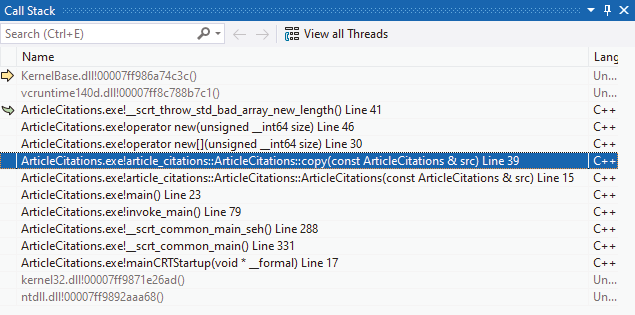 Call Stack
Search (Ctrl+E) View all Threads
Name Lang
KernelBase.dll!00007ff986a74c3c() Un...
vcruntime140d.dll!00007ff8c788b7c1() Un...
ArticleCitations.exe!__scrt_throw_std_bad_array_new_length() Line 41 C++
ArticleCitations.exe!operator new(unsigned __int64 size) Line 46 C++
ArticleCitations.exe!operator new[](unsigned __int64 size) Line 30 C++
ArticleCitations.exe!article_citations::ArticleCitations::copy(const ArticleCitations & src) Line 39 C++
ArticleCitations.exe!article_citations::ArticleCitations::ArticleCitations(const ArticleCitations & src) Line 15 C++
ArticleCitations.exe!main() Line 23 C++
ArticleCitations.exe!invoke_main() Line 79 C++
ArticleCitations.exe!__scrt_common_main_seh() Line 288 C++
ArticleCitations.exe!__scrt_common_main() Line 331 C++
ArticleCitations.exe!mainCRTStartup(void * __formal) Line 17 C++
kernel32.dll!00007ff9871e26ad() Un...
ntdll.dll!00007ff9892aaa68() Un...